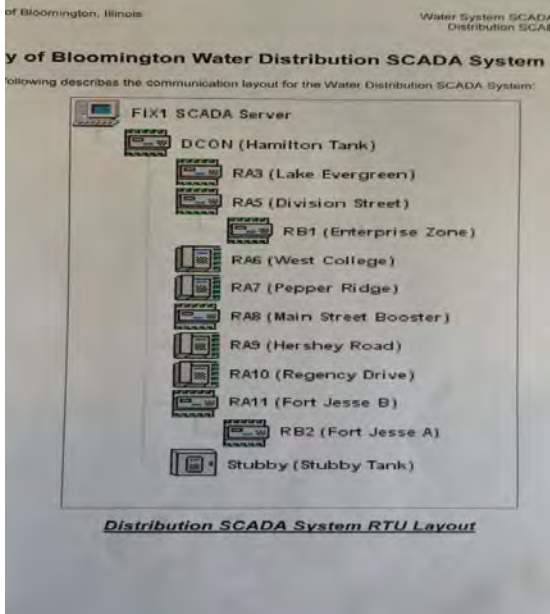 of Bloomington, Illinois
Water System SCADA
Distribution SCAD
y of Bloomington Water Distribution SCADA System
following describes the communication layout for the Water Distribution SCADA System:
FIX1 SCADA Server
DCON (Hamilton Tank)
RA3 (Lake Evergreen)
RA5 (Division Street)
RB1 (Enterprise Zone)
RA6 (West College)
RA7 (Pepper Ridge)
RA8 (Main Street Booster)
RA9 (Hershey Road)
RA10 (Regency Drive)
RA11 (Fort Jesse B)
RB2 (Fort Jesse A)
Stubby (Stubby Tank)
Distribution SCADA System RTU Layout